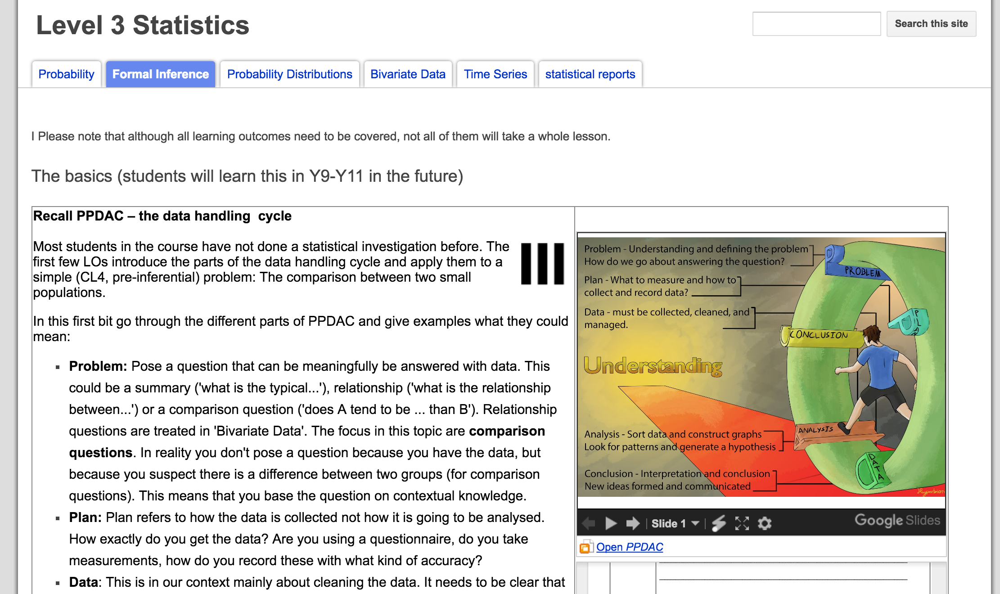 Level 3 Statistics
Search this site
Probability
Formal Inference
Probability Distributions
Bivariate Data
Time Series
statistical reports
I Please note that although all learning outcomes need to be covered, not all of them will take a whole lesson.
The basics (students will learn this in Y9-Y11 in the future)
Recall PPDAC – the data handling  cycle
Most students in the course have not done a statistical investigation before. The
first few LOs introduce the parts of the data handling cycle and apply them to a
simple (CL4, pre-inferential) problem: The comparison between two small
populations.
In this first bit go through the different parts of PPDAC and give examples what they could
mean:
▪ Problem: Pose a question that can be meaningfully be answered with data. This
could be a summary ('what is the typical...'), relationship ('what is the relationship
between...') or a comparison question ('does A tend to be ... than B'). Relationship
questions are treated in 'Bivariate Data'. The focus in this topic are comparison
questions. In reality you don't pose a question because you have the data, but
because you suspect there is a difference between two groups (for comparison
questions). This means that you base the question on contextual knowledge.
▪ Plan: Plan refers to how the data is collected not how it is going to be analysed.
How exactly do you get the data? Are you using a questionnaire, do you take
measurements, how do you record these with what kind of accuracy?
▪ Data: This is in our context mainly about cleaning the data. It needs to be clear that
Problem - Understanding and defining the problem
How do we go about answering the question?
Plan - What to measure and how to
collect and record data?
Data - must be collected, cleaned, and
managed.
Understanding
Analysis - Sort data and construct graphs
Look for patterns and generate a hypothesis
Conclusion - Interpretation and conclusion
New ideas formed and communicated
P
PROBLEM
P
PLAN
CONCLUSION
ANALYSIS
D
DATA
Hyperbion
Slide 1
Google Slides
Open PPDAC